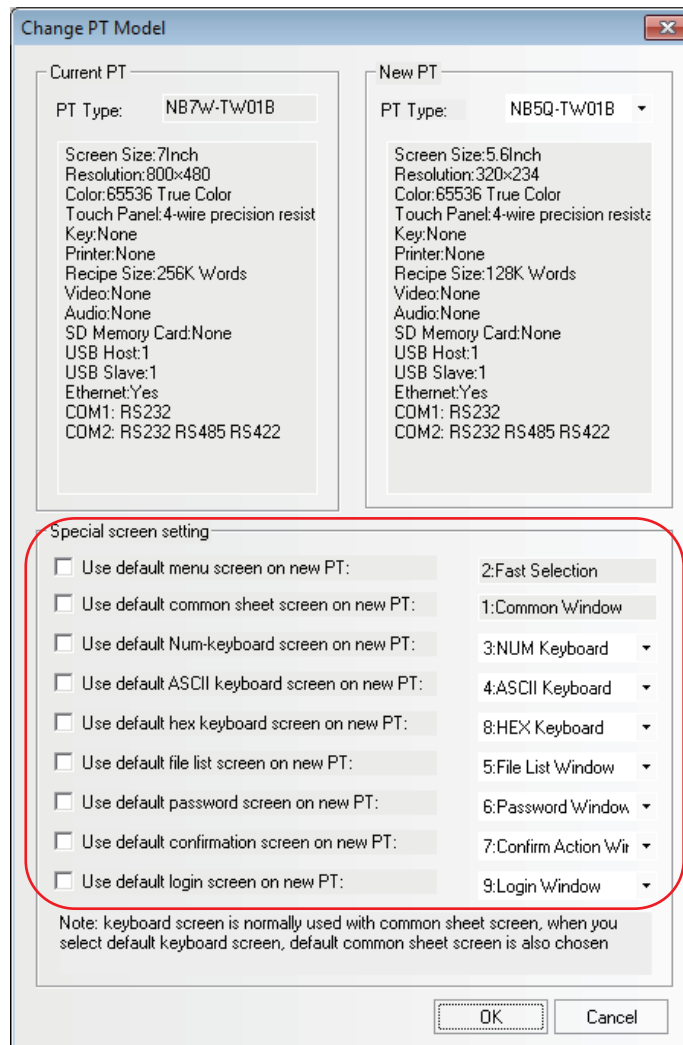 Change PT Model
Current PT
PT Type: NB7W-TW01B
Screen Size:7Inch
Resolution:800×480
Color:65536 True Color
Touch Panel:4-wire precision resist
Key:None
Printer:None
Recipe Size:256K Words
Video:None
Audio:None
SD Memory Card:None
USB Host:1
USB Slave:1
Ethernet:Yes
COM1: RS232
COM2: RS232 RS485 RS422
New PT
PT Type: NB5Q-TW01B
Screen Size:5.6Inch
Resolution:320×234
Color:65536 True Color
Touch Panel:4-wire precision resista
Key:None
Printer:None
Recipe Size:128K Words
Video:None
Audio:None
SD Memory Card:None
USB Host:1
USB Slave:1
Ethernet:Yes
COM1: RS232
COM2: RS232 RS485 RS422
Special screen setting
Use default menu screen on new PT: 2:Fast Selection
Use default common sheet screen on new PT: 1:Common Window
Use default Num-keyboard screen on new PT: 3:NUM Keyboard
Use default ASCII keyboard screen on new PT: 4:ASCII Keyboard
Use default hex keyboard screen on new PT: 8:HEX Keyboard
Use default file list screen on new PT: 5:File List Window
Use default password screen on new PT: 6:Password Window
Use default confirmation screen on new PT: 7:Confirm Action Wir
Use default login screen on new PT: 9:Login Window
Note: keyboard screen is normally used with common sheet screen, when you
select default keyboard screen, default common sheet screen is also chosen
OK Cancel